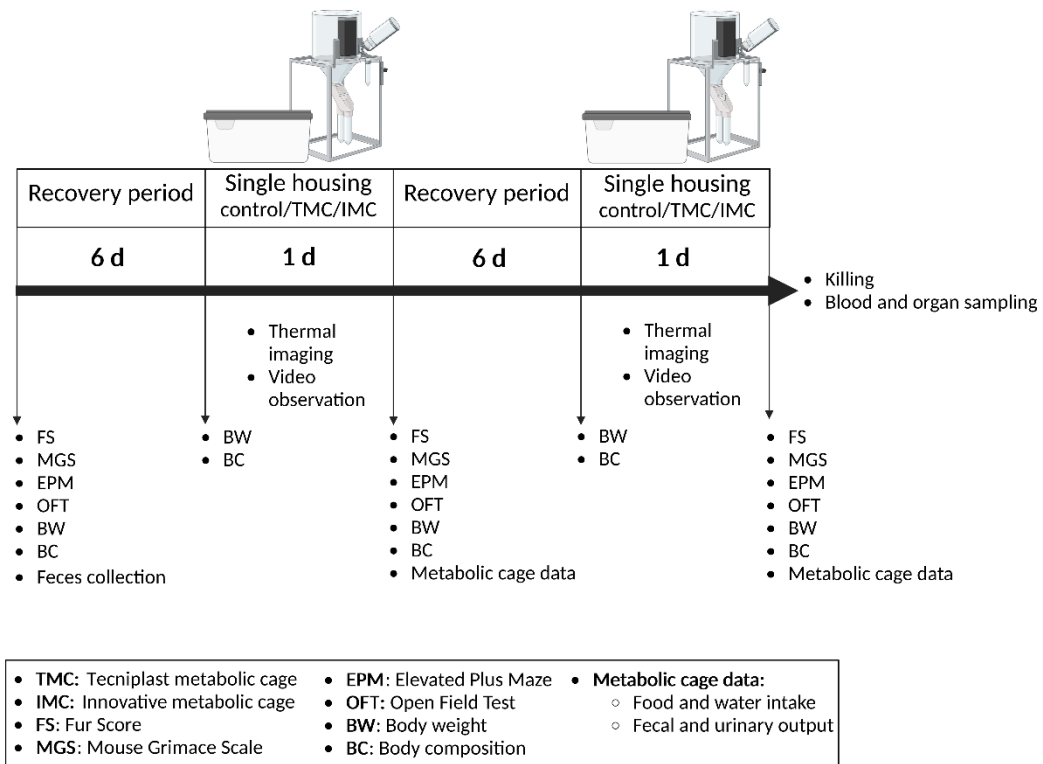 Recovery period
Single housing
control/TMC/IMC
Recovery period
Single housing
control/TMC/IMC
6 d
1 d
6 d
1 d
• Killing
• Blood and organ sampling
• Thermal
imaging
• Video
observation
• Thermal
imaging
• Video
observation
• FS
• MGS
• EPM
• OFT
• BW
• BC
• Feces collection
• BW
• BC
• FS
• MGS
• EPM
• OFT
• BW
• BC
• Metabolic cage data
• BW
• BC
• FS
• MGS
• EPM
• OFT
• BW
• BC
• Metabolic cage data
• TMC: Tecniplast metabolic cage
• IMC: Innovative metabolic cage
• FS: Fur Score
• MGS: Mouse Grimace Scale
• EPM: Elevated Plus Maze
• OFT: Open Field Test
• BW: Body weight
• BC: Body composition
• Metabolic cage data:
○ Food and water intake
○ Fecal and urinary output